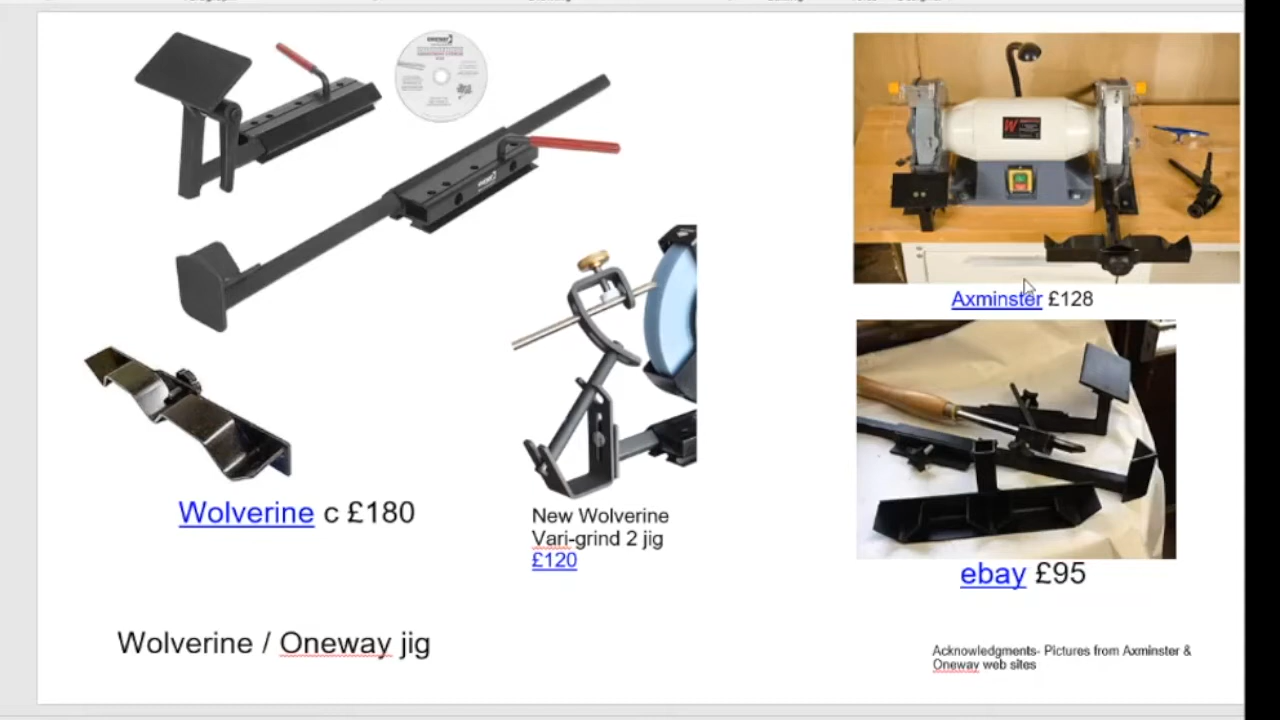 Axminster £128
Wolverine c £180
New Wolverine
Vari-grind 2 jig
£120
ebay £95
Wolverine / Oneway jig
Acknowledgments- Pictures from Axminster &
Oneway web sites